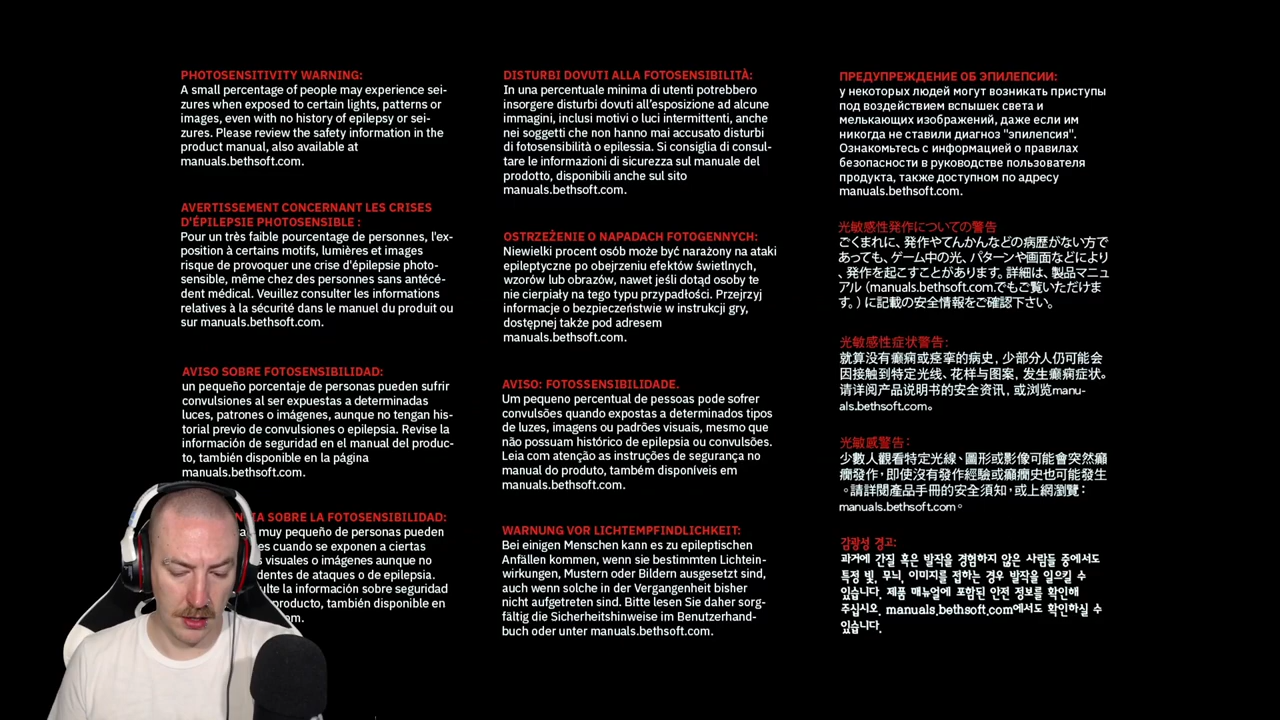 PHOTOSENSITIVITY WARNING:
A small percentage of people may experience sei-
zures when exposed to certain lights, patterns or
images, even with no history of epilepsy or sei-
zures. Please review the safety information in the
product manual, also available at
manuals.bethsoft.com.
AVERTISSEMENT CONCERNANT LES CRISES
D'ÉPILEPSIE PHOTOSENSIBLE :
Pour un très faible pourcentage de personnes, l'ex-
position à certains motifs, lumières et images
risque de provoquer une crise d'épilepsie photo-
sensible, même chez des personnes sans antécé-
dent médical. Veuillez consulter les informations
relatives à la sécurité dans le manuel du produit ou
sur manuals.bethsoft.com.
AVISO SOBRE FOTOSENSIBILIDAD:
un pequeño porcentaje de personas pueden sufrir
convulsiones al ser expuestas a determinadas
luces, patrones o imágenes, aunque no tengan his-
torial previo de convulsiones o epilepsia. Revise la
información de seguridad en el manual del produc-
to, también disponible en la página
manuals.bethsoft.com.
SOBRE LA FOTOSENSIBILIDAD:
muy pequeño de personas pueden
cuando se exponen a ciertas
visuales o imágenes aunque no
de ataques o de epilepsia.
la información sobre seguridad
producto, también disponible en
DISTURBI DOVUTI ALLA FOTOSENSIBILITÀ:
In una percentuale minima di utenti potrebbero
insorgere disturbi dovuti all'esposizione ad alcune
immagini, inclusi motivi o luci intermittenti, anche
nei soggetti che non hanno mai accusato disturbi
di fotosensibilità o epilessia. Si consiglia di consul-
tare le informazioni di sicurezza sul manuale del
prodotto, disponibili anche sul sito
manuals.bethsoft.com.
OSTRZEŻENIE O NAPADACH FOTOGENNYCH:
Niewielki procent osób może być narażony na ataki
epileptyczne po obejrzeniu efektów świetlnych,
wzorów lub obrazów, nawet jeśli dotąd osoby te
nie cierpiały na tego typu przypadłości. Przejrzyj
informacje o bezpieczeństwie w instrukcji gry,
dostępnej także pod adresem
manuals.bethsoft.com.
AVISO: FOTOSSENSIBILIDADE.
Um pequeno percentual de pessoas pode sofrer
convulsões quando expostas a determinados tipos
de luzes, imagens ou padrões visuais, mesmo que
não possuam histórico de epilepsia ou convulsões.
Leia com atenção as instruções de segurança no
manual do produto, também disponíveis em
manuals.bethsoft.com.
WARNUNG VOR LICHTEMPFINDLICHKEIT:
Bei einigen Menschen kann es zu epileptischen
Anfällen kommen, wenn sie bestimmten Lichtein-
wirkungen, Mustern oder Bildern ausgesetzt sind,
auch wenn solche in der Vergangenheit bisher
nicht aufgetreten sind. Bitte lesen Sie daher sorg-
fältig die Sicherheitshinweise im Benutzerhand-
buch oder unter manuals.bethsoft.com.
ПРЕДУПРЕЖДЕНИЕ ОБ ЭПИЛЕПСИИ:
у некоторых людей могут возникать приступы
под воздействием вспышек света и
мелькающих изображений, даже если им
никогда не ставили диагноз "эпилепсия".
Ознакомьтесь с информацией о правилах
безопасности в руководстве пользователя
продукта, также доступном по адресу
manuals.bethsoft.com.
光敏感性発作についての警告
ごくまれに、発作やてんかんなどの病歴がない方で
あっても、ゲーム中の光、パターンや画面などにより
、発作を起こすことがあります。詳細は、製品マニュ
アル (manuals.bethsoft.comでもご覧いただけま
す。) に記載の安全情報をご確認下さい。
光敏感性症状警告:
就算没有癫痫或痉挛的病史，少部分人仍可能会
因接触到特定光线、花样与图案，发生癫痫症状。
请详阅产品说明书的安全资讯，或浏览manu-
als.bethsoft.com。
光敏感警告：
少數人觀看特定光線、圖形或影像可能會突然癲
癇發作，即使沒有發作經驗或癲癇史也可能發生
。請詳閱產品手冊的安全須知，或上網瀏覽：
manuals.bethsoft.com。
감광성 경고:
과거에 간질 혹은 발작을 경험하지 않은 사람들 중에서도
특정 빛, 무늬, 이미지를 접하는 경우 발작을 일으킬 수
있습니다. 제품 매뉴얼에 포함된 안전 정보를 확인해
주십시오. manuals.bethsoft.com에서도 확인하실 수
있습니다.